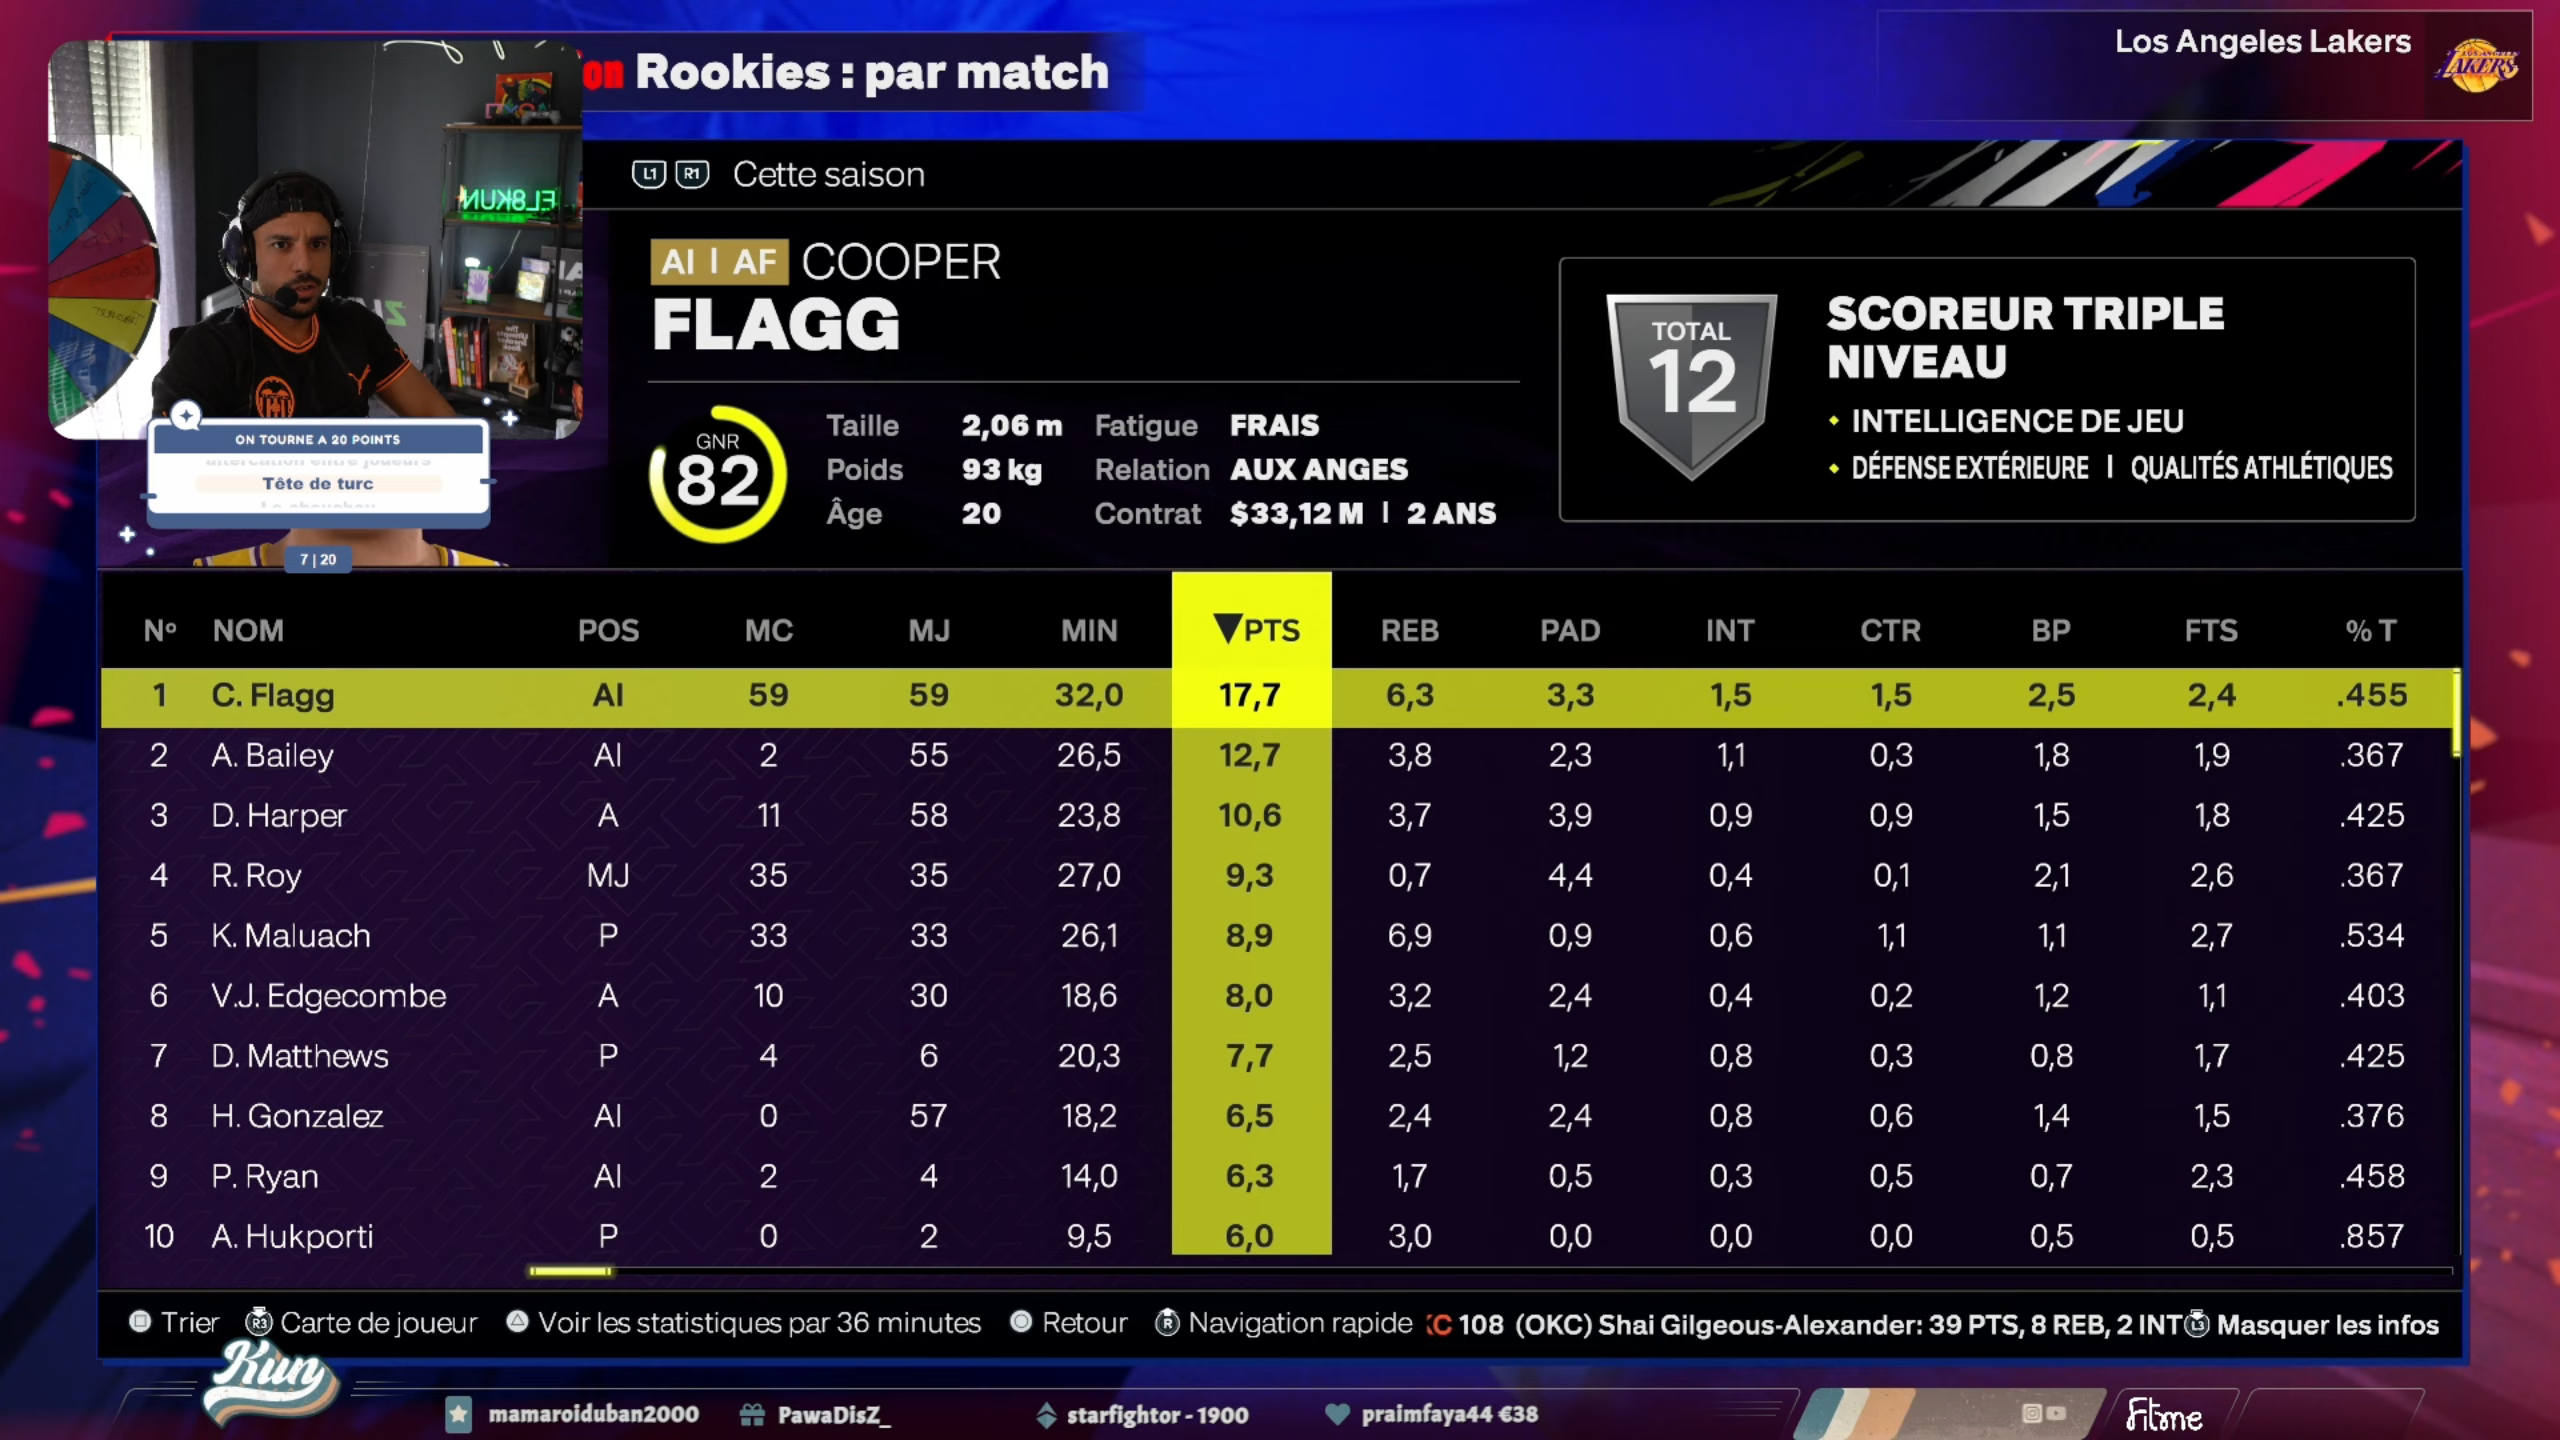 on Rookies : par match
Los Angeles Lakers
LAKERS
L1 R1 Cette saison
EL8KUN
AI | AF COOPER
FLAGG
GNR
82
Taille 2,06 m Fatigue FRAIS
Poids 93 kg Relation AUX ANGES
Âge 20 Contrat $33,12 M | 2 ANS
TOTAL
12
SCOREUR TRIPLE
NIVEAU
INTELLIGENCE DE JEU
DÉFENSE EXTÉRIEURE | QUALITÉS ATHLÉTIQUES
ON TOURNE A 20 POINTS
altercation entre joueurs
Tête de turc
Le chouchou
7 | 20
Nº NOM POS MC MJ MIN ▼PTS REB PAD INT CTR BP FTS % T
1 C. Flagg AI 59 59 32,0 17,7 6,3 3,3 1,5 1,5 2,5 2,4 .455
2 A. Bailey AI 2 55 26,5 12,7 3,8 2,3 1,1 0,3 1,8 1,9 .367
3 D. Harper A 11 58 23,8 10,6 3,7 3,9 0,9 0,9 1,5 1,8 .425
4 R. Roy MJ 35 35 27,0 9,3 0,7 4,4 0,4 0,1 2,1 2,6 .367
5 K. Maluach P 33 33 26,1 8,9 6,9 0,9 0,6 1,1 1,1 2,7 .534
6 V.J. Edgecombe A 10 30 18,6 8,0 3,2 2,4 0,4 0,2 1,2 1,1 .403
7 D. Matthews P 4 6 20,3 7,7 2,5 1,2 0,8 0,3 0,8 1,7 .425
8 H. Gonzalez AI 0 57 18,2 6,5 2,4 2,4 0,8 0,6 1,4 1,5 .376
9 P. Ryan AI 2 4 14,0 6,3 1,7 0,5 0,3 0,5 0,7 2,3 .458
10 A. Hukporti P 0 2 9,5 6,0 3,0 0,0 0,0 0,0 0,5 0,5 .857
Trier R3 Carte de joueur Voir les statistiques par 36 minutes Retour R Navigation rapide C 108 (OKC) Shai Gilgeous-Alexander: 39 PTS, 8 REB, 2 INT L3 Masquer les infos
Kun
mamaroiduban2000 PawaDisZ_ starfightor - 1900 praimfaya44 €38